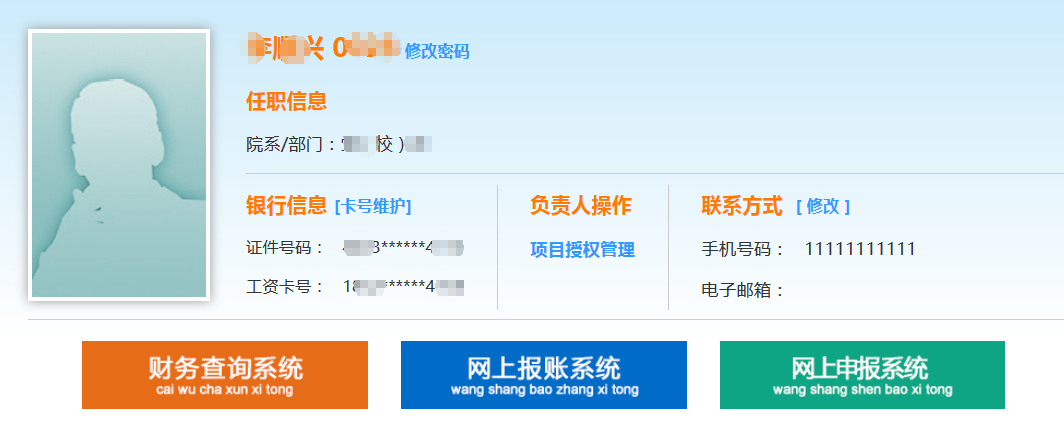 修改密码
任职信息
院系/部门：
银行信息 [卡号维护]
证件号码：
工资卡号：
负责人操作
项目授权管理
联系方式 [ 修改 ]
手机号码： 11111111111
电子邮箱：
财务查询系统
cai wu cha xun xi tong
网上报账系统
wang shang bao zhang xi tong
网上申报系统
wang shang shen bao xi tong